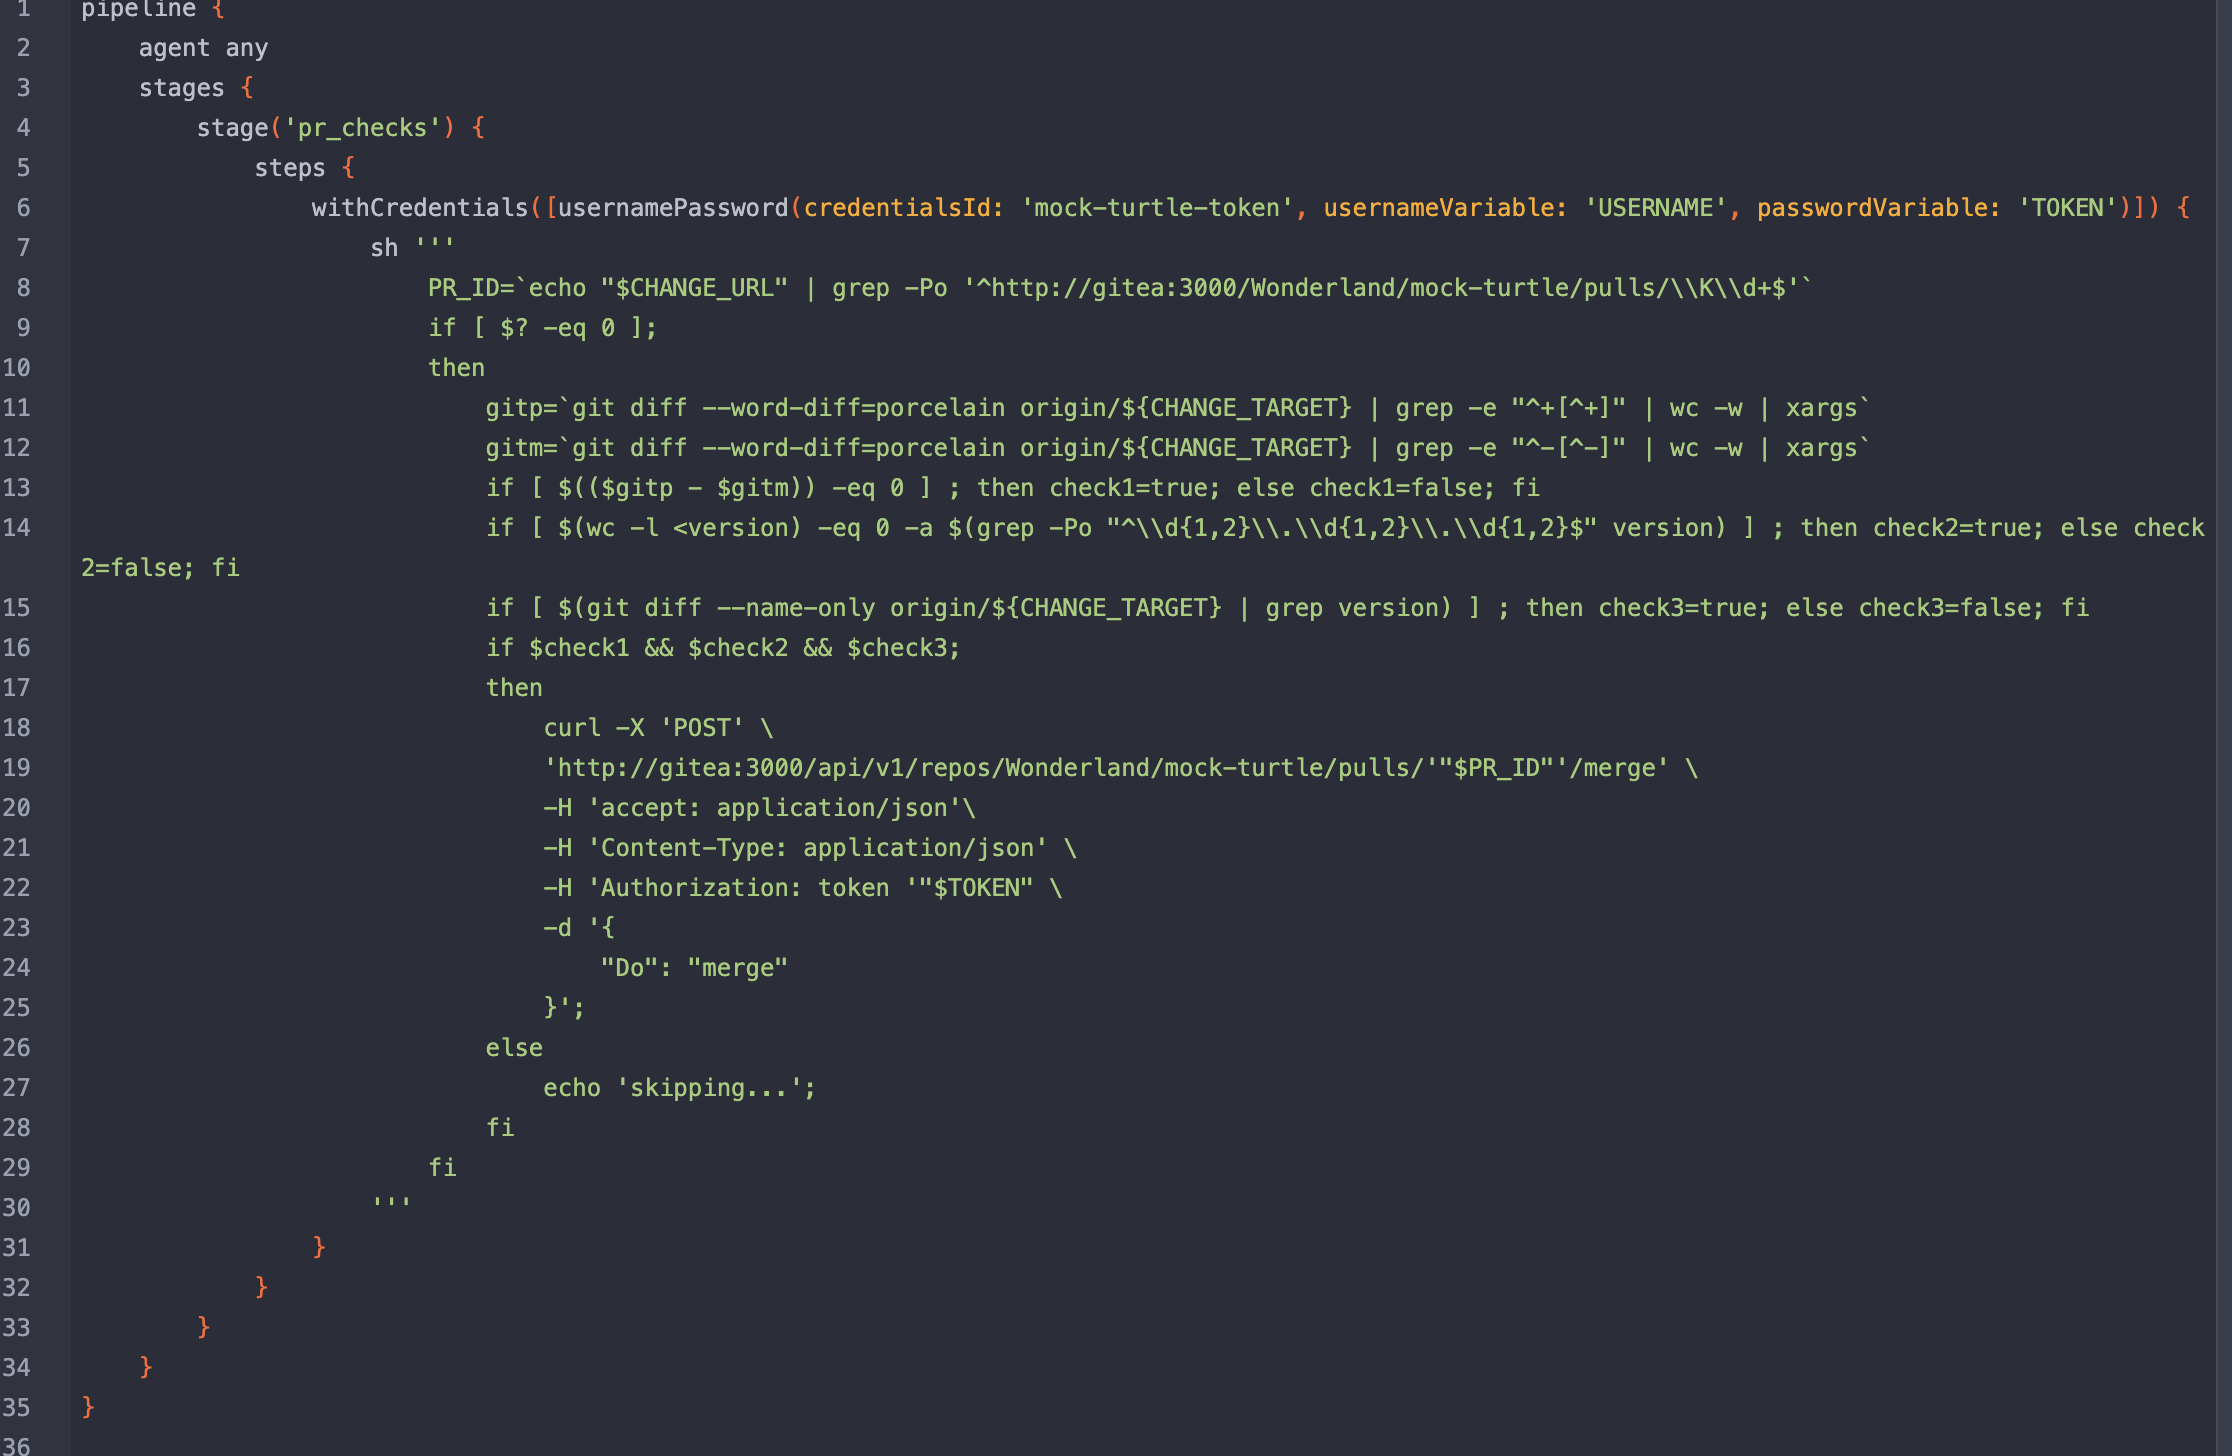 1 pipeline {
2     agent any
3     stages {
4         stage('pr_checks') {
5             steps {
6                 withCredentials([usernamePassword(credentialsId: 'mock-turtle-token', usernameVariable: 'USERNAME', passwordVariable: 'TOKEN')]) {
7                     sh '''
8                         PR_ID=`echo "$CHANGE_URL" | grep -Po '^http://gitea:3000/Wonderland/mock-turtle/pulls/\\K\\d+$'`
9                         if [ $? -eq 0 ];
10                         then
11                             gitp=`git diff --word-diff=porcelain origin/${CHANGE_TARGET} | grep -e "^+[^+]" | wc -w | xargs`
12                             gitm=`git diff --word-diff=porcelain origin/${CHANGE_TARGET} | grep -e "^-[^-]" | wc -w | xargs`
13                             if [ $(($gitp - $gitm)) -eq 0 ] ; then check1=true; else check1=false; fi
14                             if [ $(wc -l <version) -eq 0 -a $(grep -Po "^\\d{1,2}\\.\\d{1,2}\\.\\d{1,2}$" version) ] ; then check2=true; else check
2=false; fi
15                             if [ $(git diff --name-only origin/${CHANGE_TARGET} | grep version) ] ; then check3=true; else check3=false; fi
16                             if $check1 && $check2 && $check3;
17                             then
18                                 curl -X 'POST' \
19                                 'http://gitea:3000/api/v1/repos/Wonderland/mock-turtle/pulls/'"$PR_ID"'/merge' \
20                                 -H 'accept: application/json'\
21                                 -H 'Content-Type: application/json' \
22                                 -H 'Authorization: token '"$TOKEN" \
23                                 -d '{
24                                     "Do": "merge"
25                                 }';
26                             else
27                                 echo 'skipping...';
28                             fi
29                         fi
30                     '''
31                 }
32             }
33         }
34     }
35 }
36